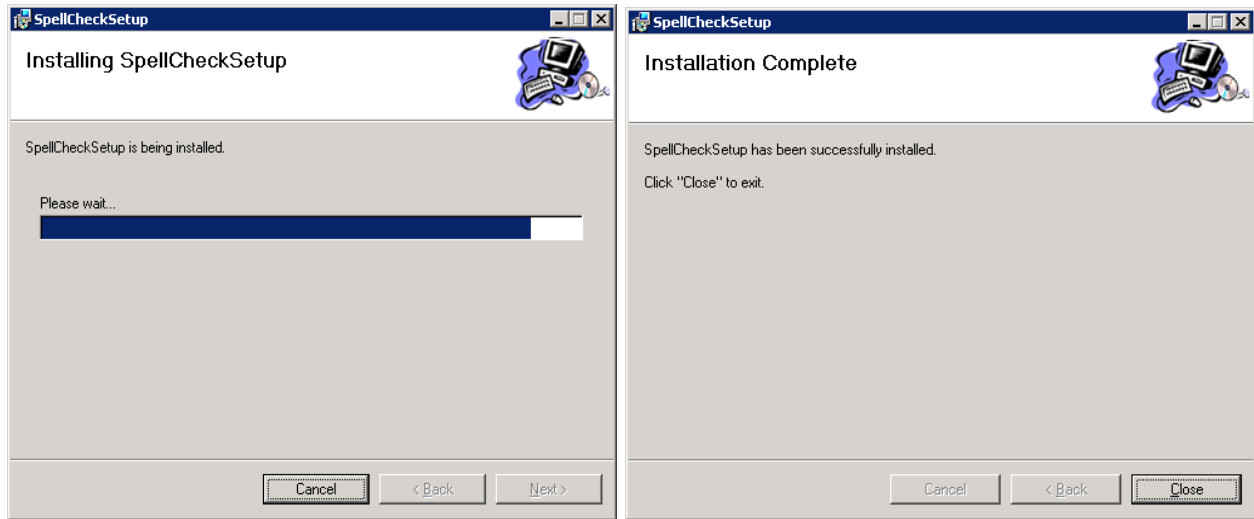 SpellCheckSetup
Installing SpellCheckSetup
SpellCheckSetup is being installed.
Please wait...
Cancel
< Back
Next >
SpellCheckSetup
Installation Complete
SpellCheckSetup has been successfully installed.
Click "Close" to exit.
Cancel
< Back
Close